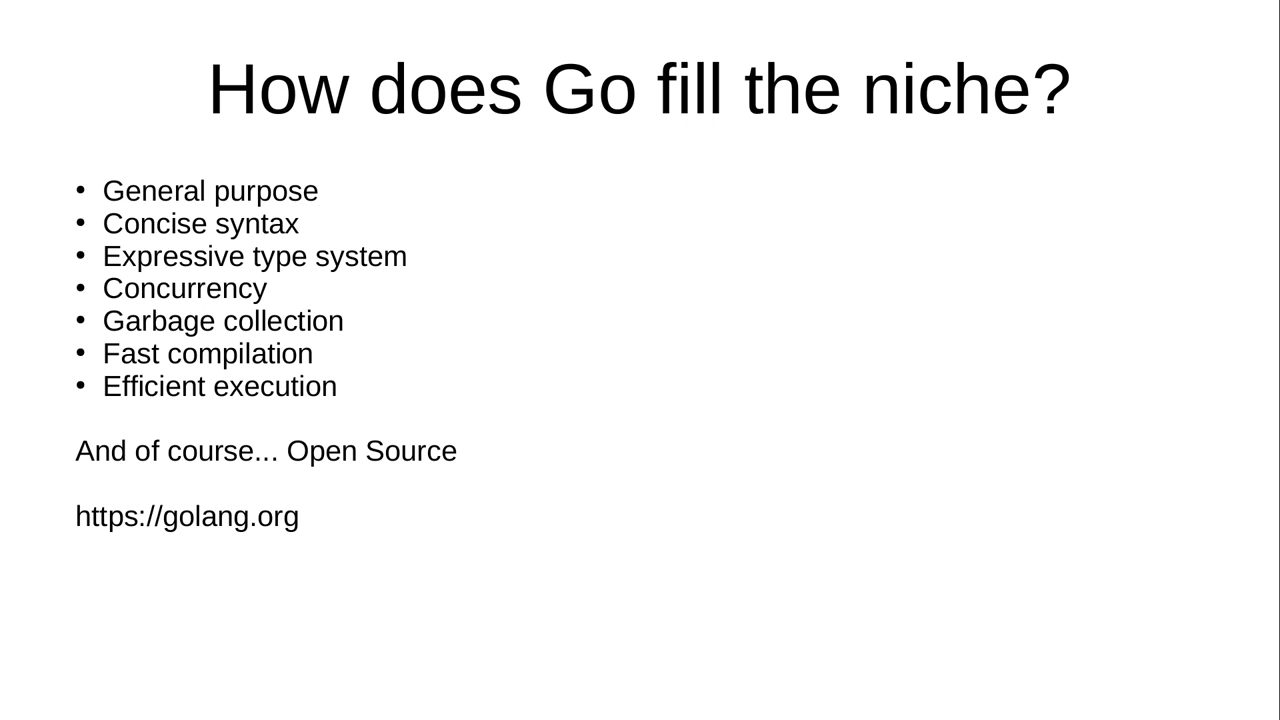 How does Go fill the niche?
• General purpose
• Concise syntax
• Expressive type system
• Concurrency
• Garbage collection
• Fast compilation
• Efficient execution
And of course... Open Source
https://golang.org